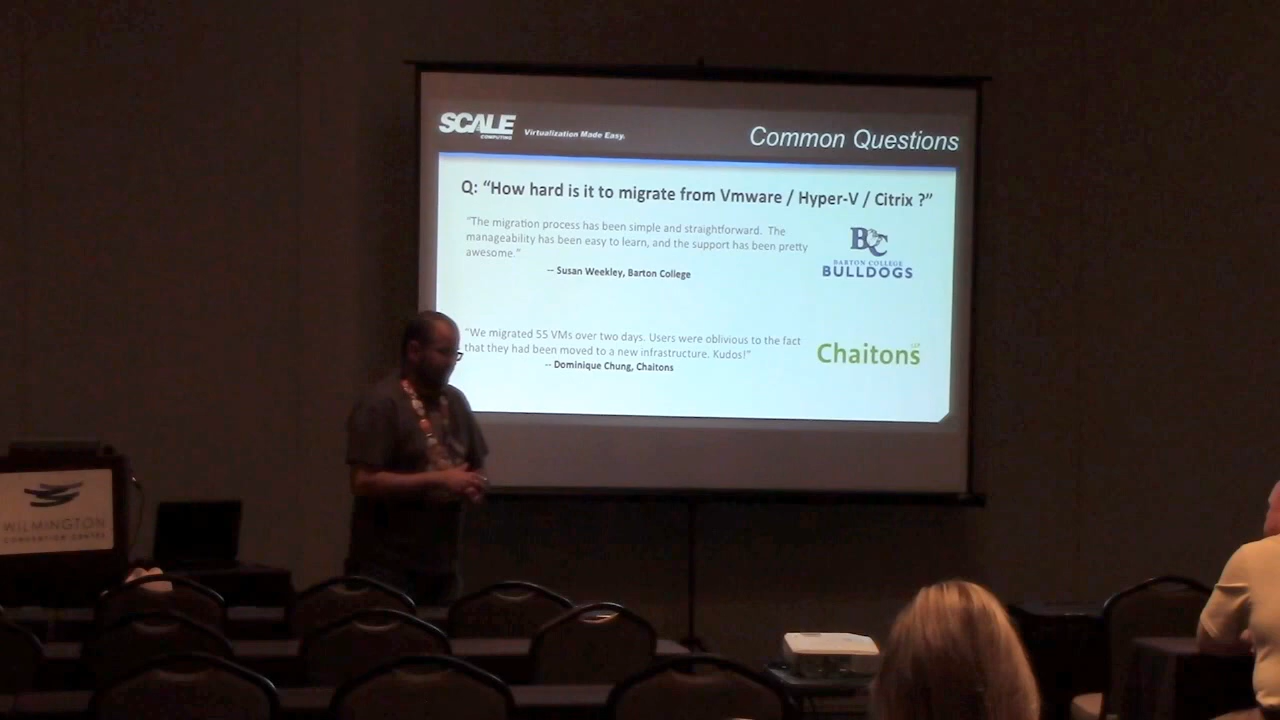 SCALE
COMPUTING
Virtualization Made Easy.
Common Questions
Q: “How hard is it to migrate from Vmware / Hyper-V / Citrix ?”
“The migration process has been simple and straightforward. The
manageability has been easy to learn, and the support has been pretty
awesome.”
-- Susan Weekley, Barton College
BC
BARTON COLLEGE
BULLDOGS
“We migrated 55 VMs over two days. Users were oblivious to the fact
that they had been moved to a new infrastructure. Kudos!”
-- Dominique Chung, Chaitons
Chaitons LLP
WILMINGTON
CONVENTION CENTER